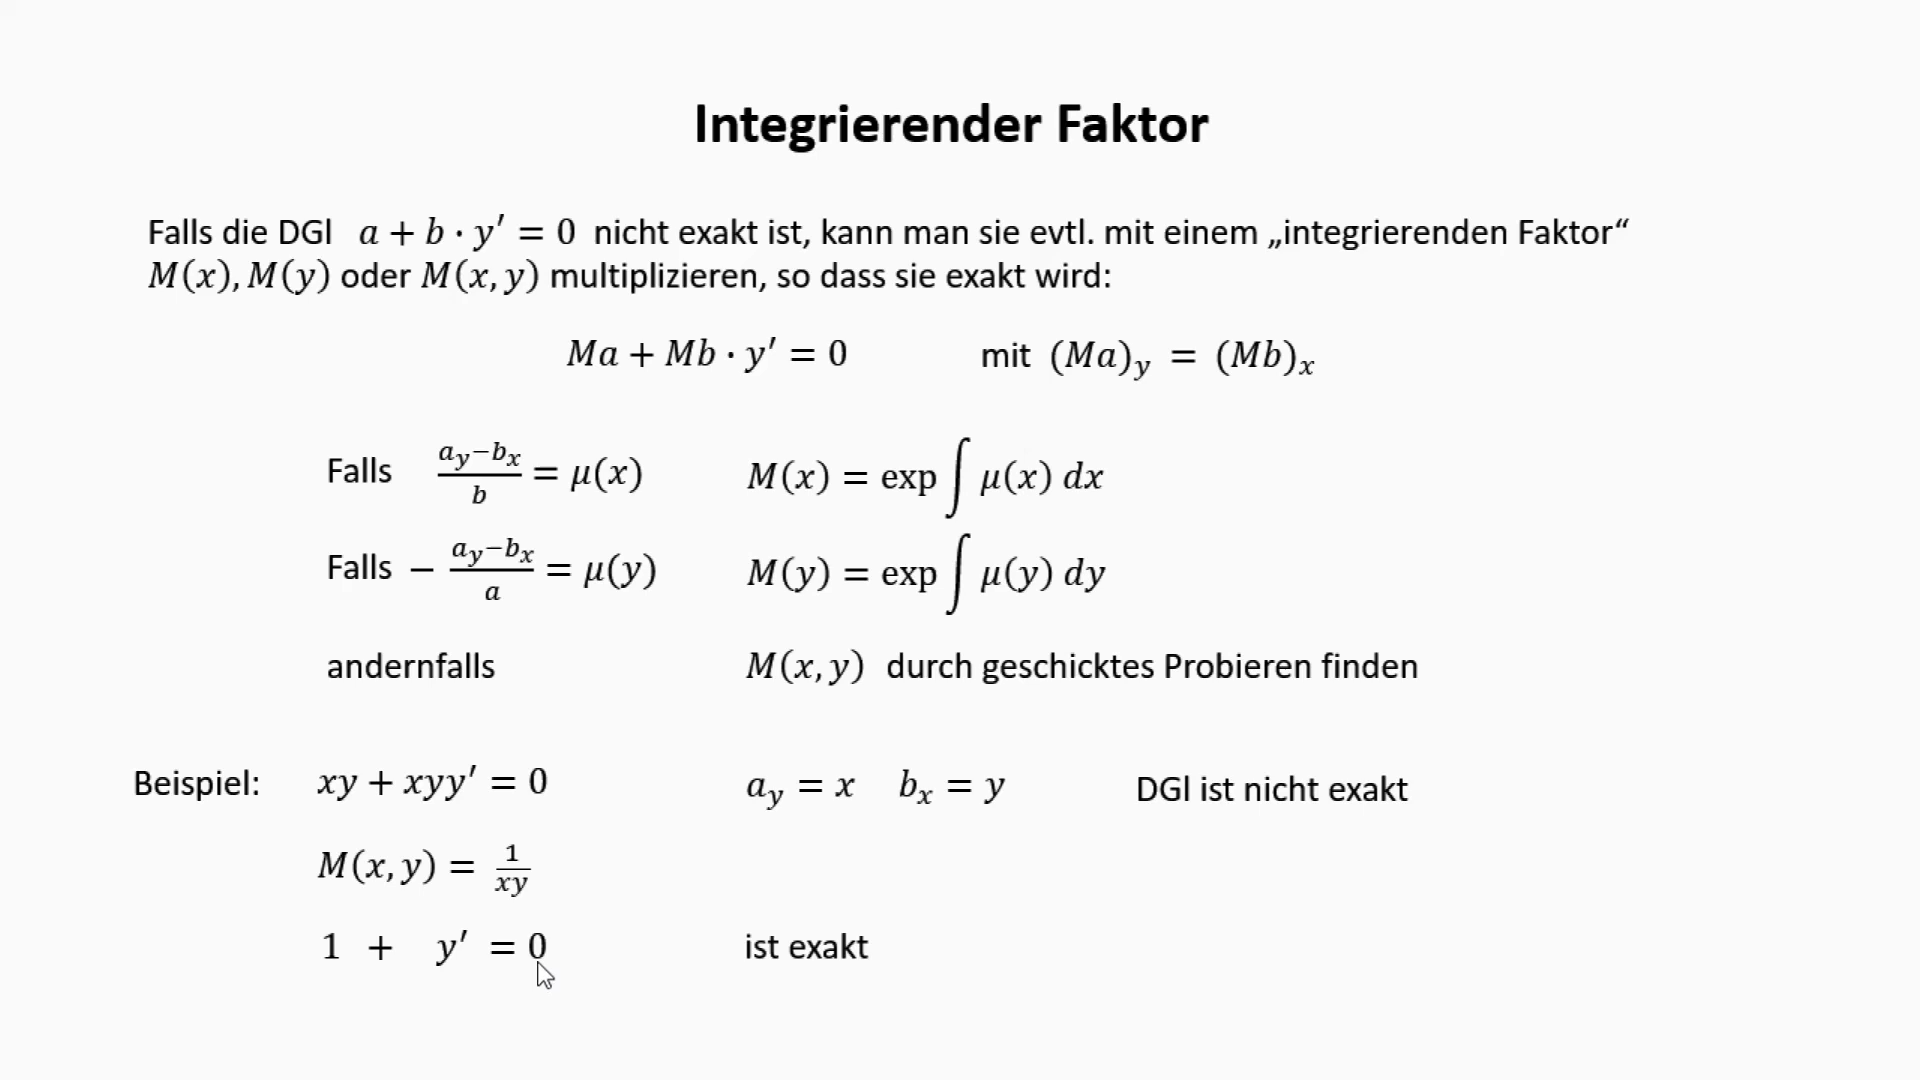 Integrierender Faktor
Falls die DGl a + b · y′ = 0 nicht exakt ist, kann man sie evtl. mit einem „integrierenden Faktor“
M(x), M(y) oder M(x, y) multiplizieren, so dass sie exakt wird:
Ma + Mb · y′ = 0 mit (Ma)_y = (Mb)_x
Falls \frac{a_y−b_x}{b} = μ(x) M(x) = exp ∫ μ(x) dx
Falls − \frac{a_y−b_x}{a} = μ(y) M(y) = exp ∫ μ(y) dy
andernfalls M(x, y) durch geschicktes Probieren finden
Beispiel: xy + xyy′ = 0 a_y = x b_x = y DGl ist nicht exakt
M(x, y) = \frac{1}{xy}
1 + y′ = 0 ist exakt